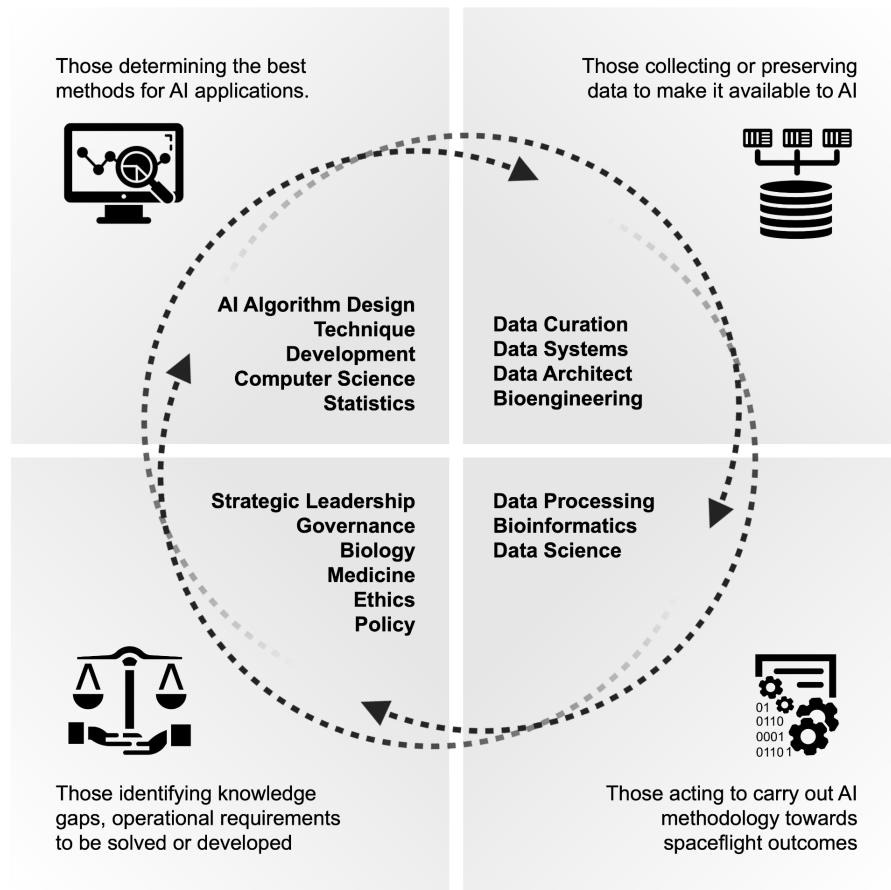 Those determining the best
methods for AI applications.
Those collecting or preserving
data to make it available to AI
AI Algorithm Design
Technique
Development
Computer Science
Statistics
Data Curation
Data Systems
Data Architect
Bioengineering
Strategic Leadership
Governance
Biology
Medicine
Ethics
Policy
Data Processing
Bioinformatics
Data Science
01
0110
0001
01101
Those identifying knowledge
gaps, operational requirements
to be solved or developed
Those acting to carry out AI
methodology towards
spaceflight outcomes